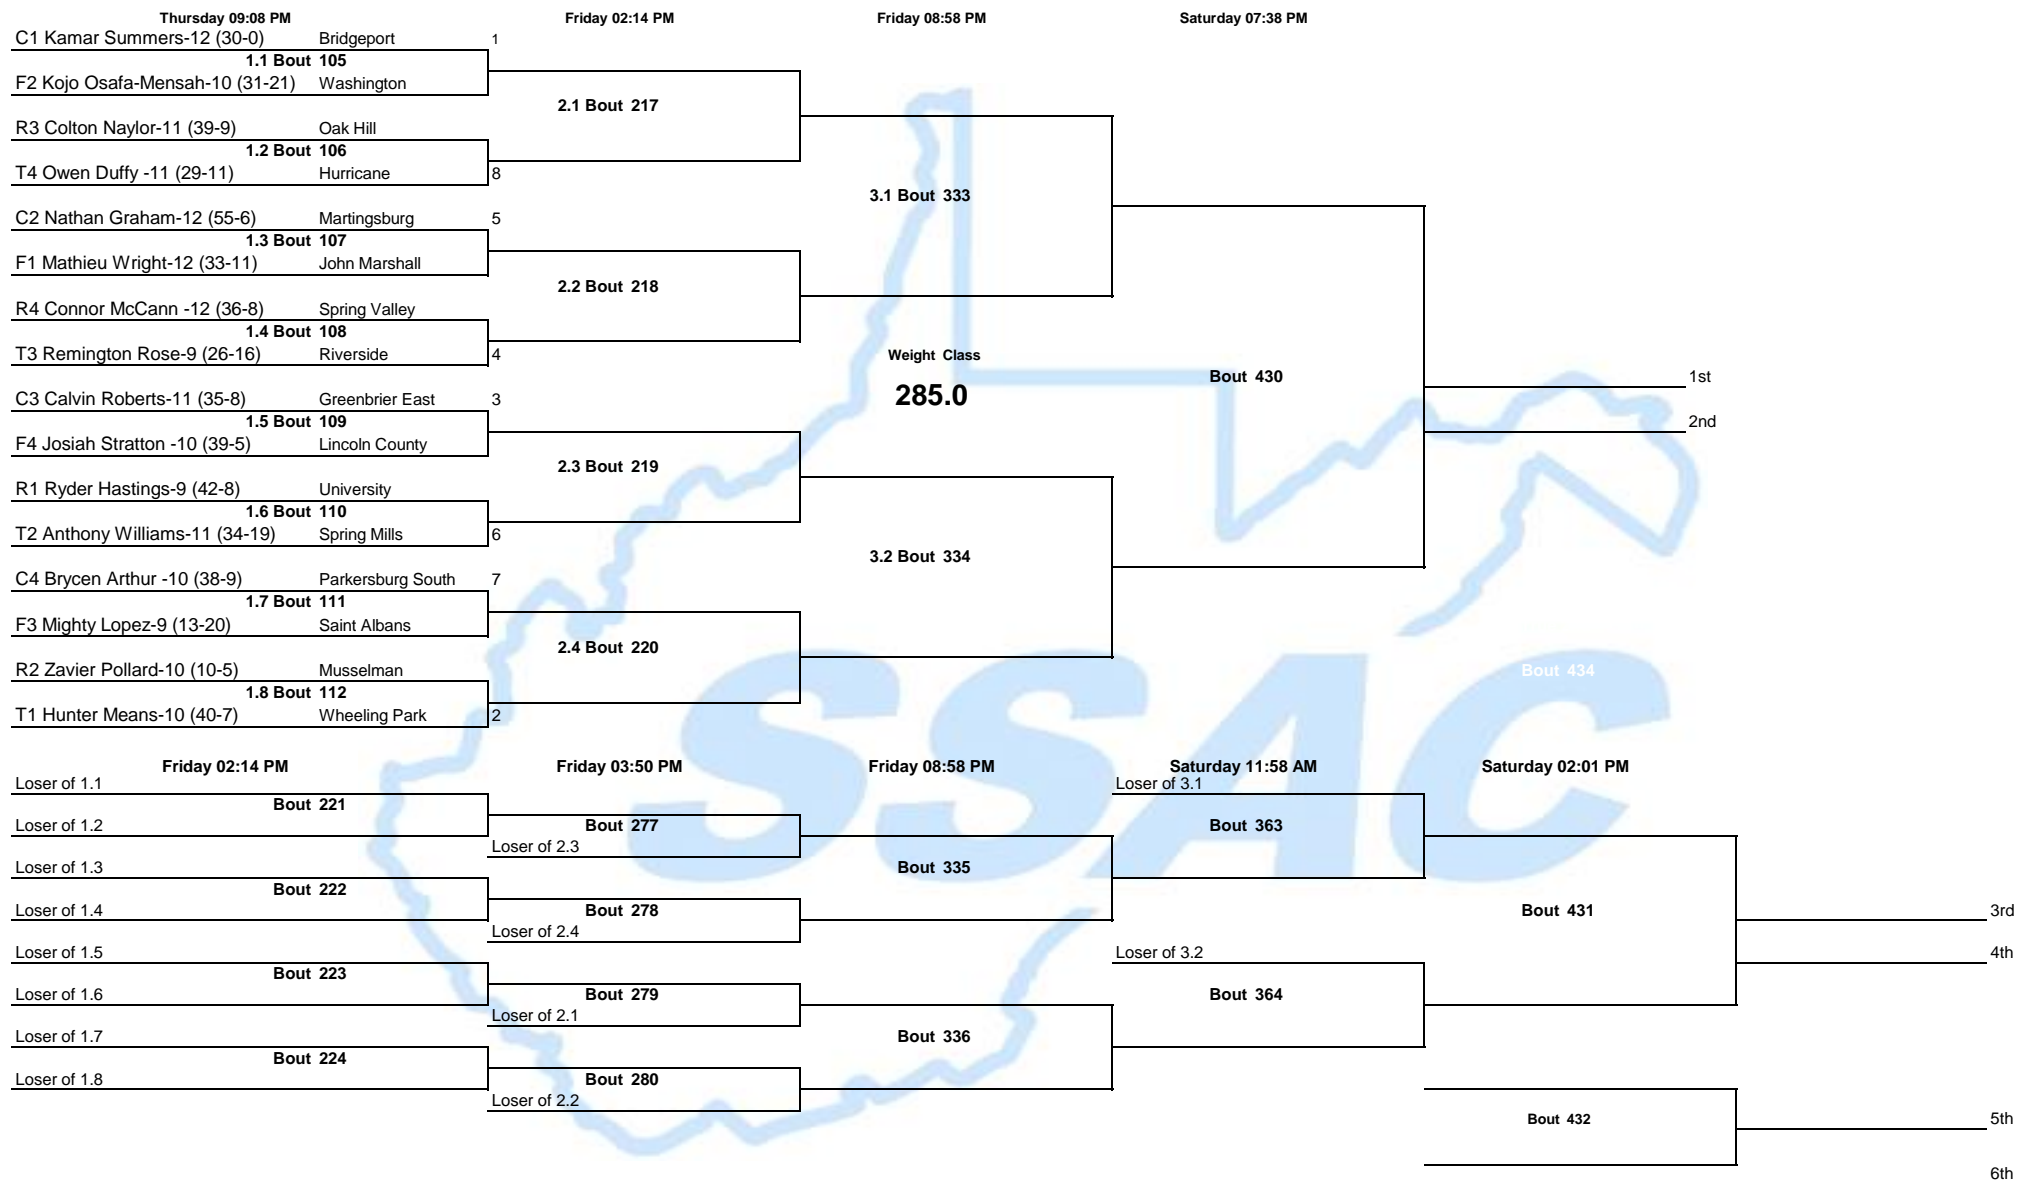 Thursday 09:08 PM Friday 02:14 PM Friday 08:58 PM Saturday 07:38 PM
C1 Kamar Summers-12 (30-0) Bridgeport 1
1.1 Bout 105
F2 Kojo Osafa-Mensah-10 (31-21) Washington
2.1 Bout 217
R3 Colton Naylor-11 (39-9) Oak Hill
1.2 Bout 106
T4 Owen Duffy -11 (29-11) Hurricane 8
3.1 Bout 333
C2 Nathan Graham-12 (55-6) Martingsburg 5
1.3 Bout 107
F1 Mathieu Wright-12 (33-11) John Marshall
2.2 Bout 218
R4 Connor McCann -12 (36-8) Spring Valley
1.4 Bout 108
T3 Remington Rose-9 (26-16) Riverside 4
Weight Class
Bout 430
1st
285.0
C3 Calvin Roberts-11 (35-8) Greenbrier East 3
1.5 Bout 109
2nd
F4 Josiah Stratton -10 (39-5) Lincoln County
2.3 Bout 219
R1 Ryder Hastings-9 (42-8) University
1.6 Bout 110
T2 Anthony Williams-11 (34-19) Spring Mills 6
3.2 Bout 334
C4 Brycen Arthur -10 (38-9) Parkersburg South 7
1.7 Bout 111
F3 Mighty Lopez-9 (13-20) Saint Albans
2.4 Bout 220
R2 Zavier Pollard-10 (10-5) Musselman
Bout 434
1.8 Bout 112
T1 Hunter Means-10 (40-7) Wheeling Park 2
SSAC
Friday 02:14 PM Friday 03:50 PM Friday 08:58 PM Saturday 11:58 AM Saturday 02:01 PM
Loser of 1.1 Loser of 3.1
Bout 221
Loser of 1.2 Bout 277 Bout 363
Loser of 2.3
Loser of 1.3 Bout 335
Bout 222
Loser of 1.4 Bout 278 Bout 431 3rd
Loser of 2.4
Loser of 1.5 Loser of 3.2 4th
Bout 223
Loser of 1.6 Bout 279 Bout 364
Loser of 2.1
Loser of 1.7 Bout 336
Bout 224
Loser of 1.8 Bout 280
Loser of 2.2
Bout 432 5th
6th